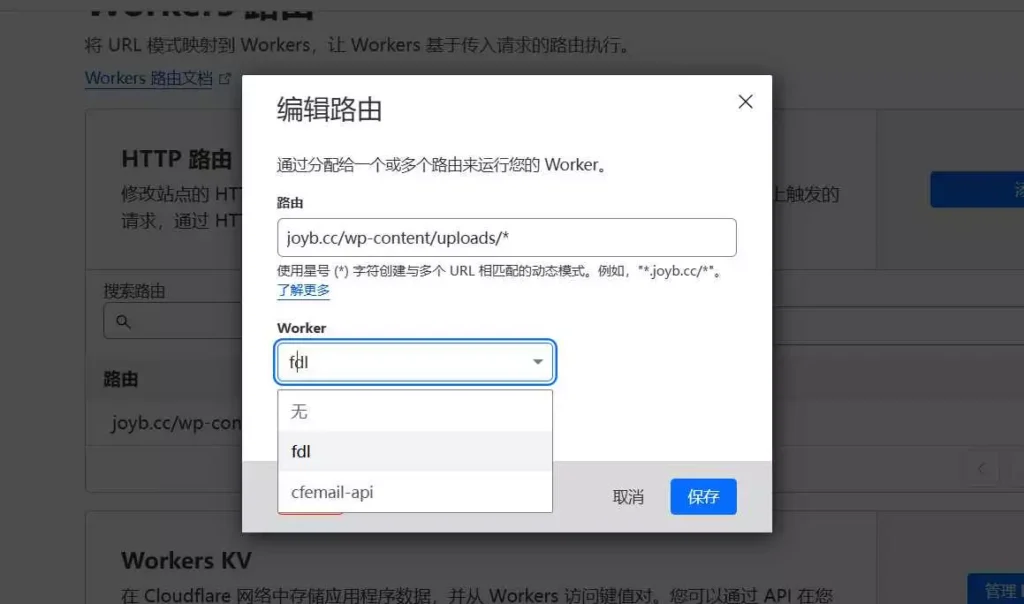 Workers 路由
将 URL 模式映射到 Workers，让 Workers 基于传入请求的路由执行。
Workers 路由文档
HTTP 路由
修改站点的 HT
上触发的
请求，通过 HT
搜索路由
路由
joyb.cc/wp-con
编辑路由
通过分配给一个或多个路由来运行您的 Worker。
路由
joyb.cc/wp-content/uploads/*
使用星号 (*) 字符创建与多个 URL 相匹配的动态模式。例如，"*.joyb.cc/*"。
了解更多
Worker
fdl
无
fdl
cfemail-api
取消
保存
Workers KV
在 Cloudflare 网络中存储应用程序数据，并从 Workers 访问键值对。您可以通过 API 在您
管理